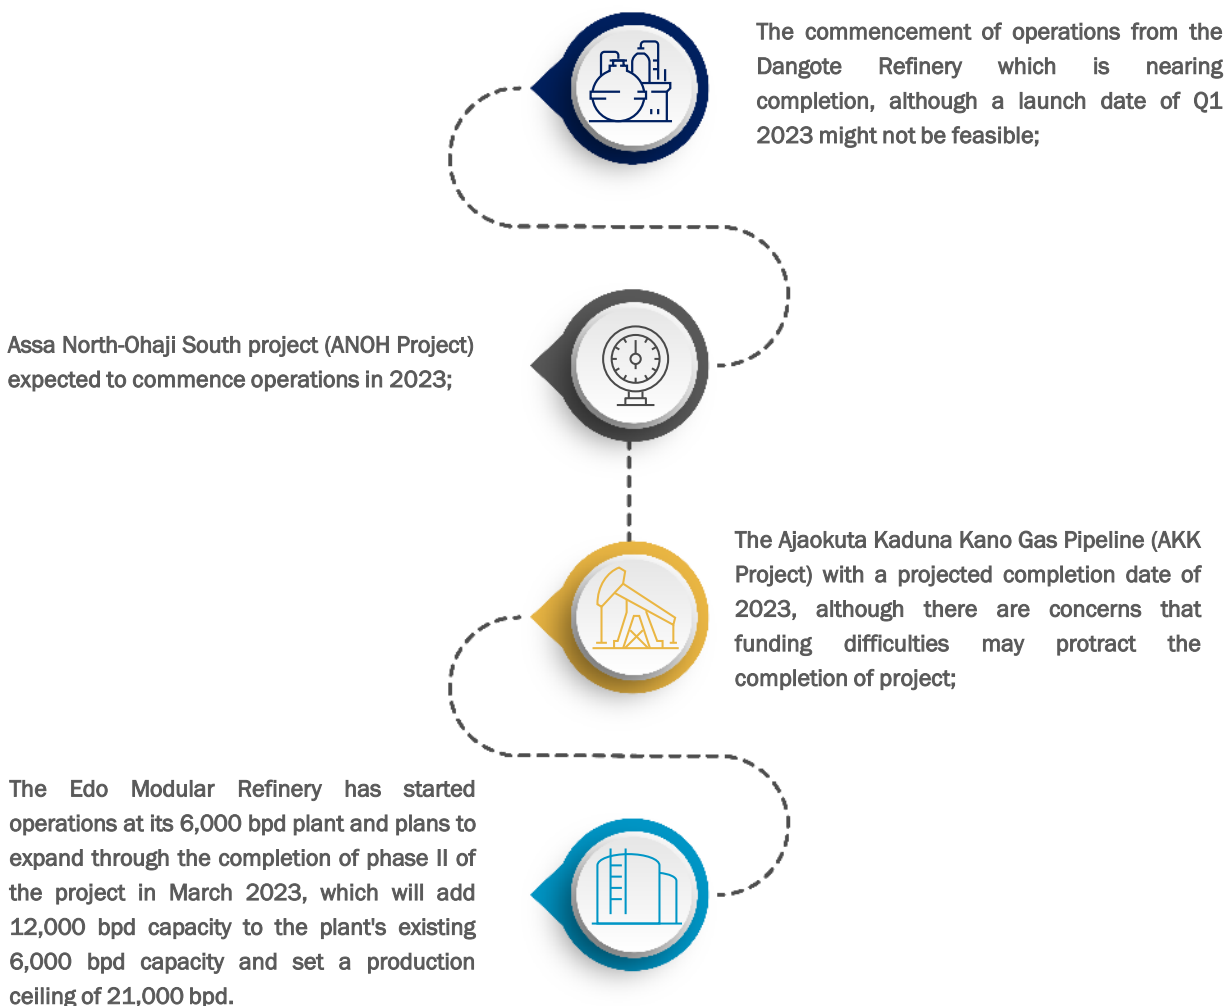 The commencement of operations from the
Dangote Refinery which is nearing
completion, although a launch date of Q1
2023 might not be feasible;
Assa North-Ohaji South project (ANOH Project)
expected to commence operations in 2023;
The Ajaokuta Kaduna Kano Gas Pipeline (AKK
Project) with a projected completion date of
2023, although there are concerns that
funding difficulties may protract the
completion of project;
The Edo Modular Refinery has started
operations at its 6,000 bpd plant and plans to
expand through the completion of phase II of
the project in March 2023, which will add
12,000 bpd capacity to the plant's existing
6,000 bpd capacity and set a production
ceiling of 21,000 bpd.